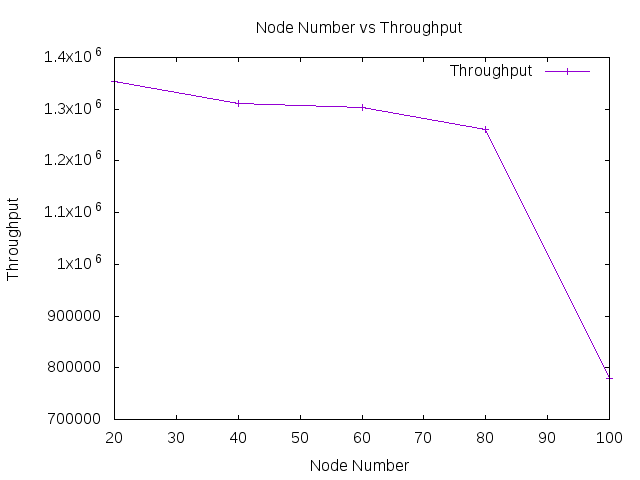 Node Number vs Throughput
Throughput
1.4x10^6
1.3x10^6
1.2x10^6
1.1x10^6
1x10^6
900000
800000
700000
Throughput
20 30 40 50 60 70 80 90 100
Node Number